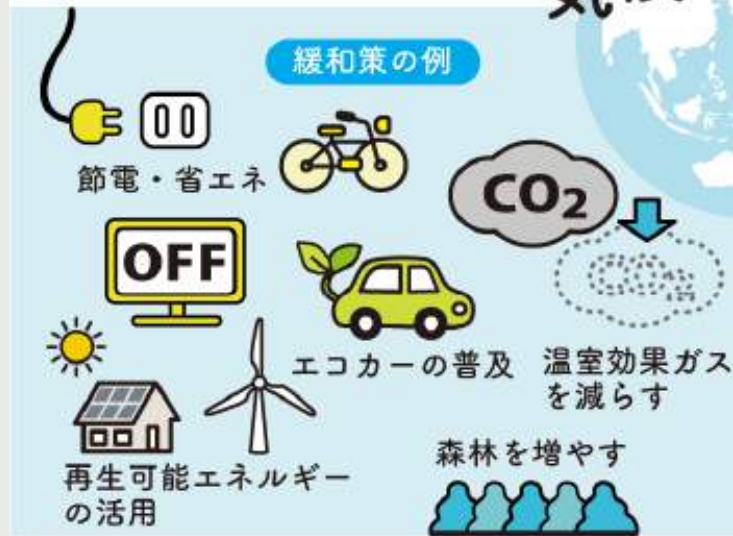 緩和策の例
節電・省エネ
CO2
OFF
CO2
エコカーの普及
温室効果ガス
を減らす
再生可能エネルギー
の活用
森林を増やす